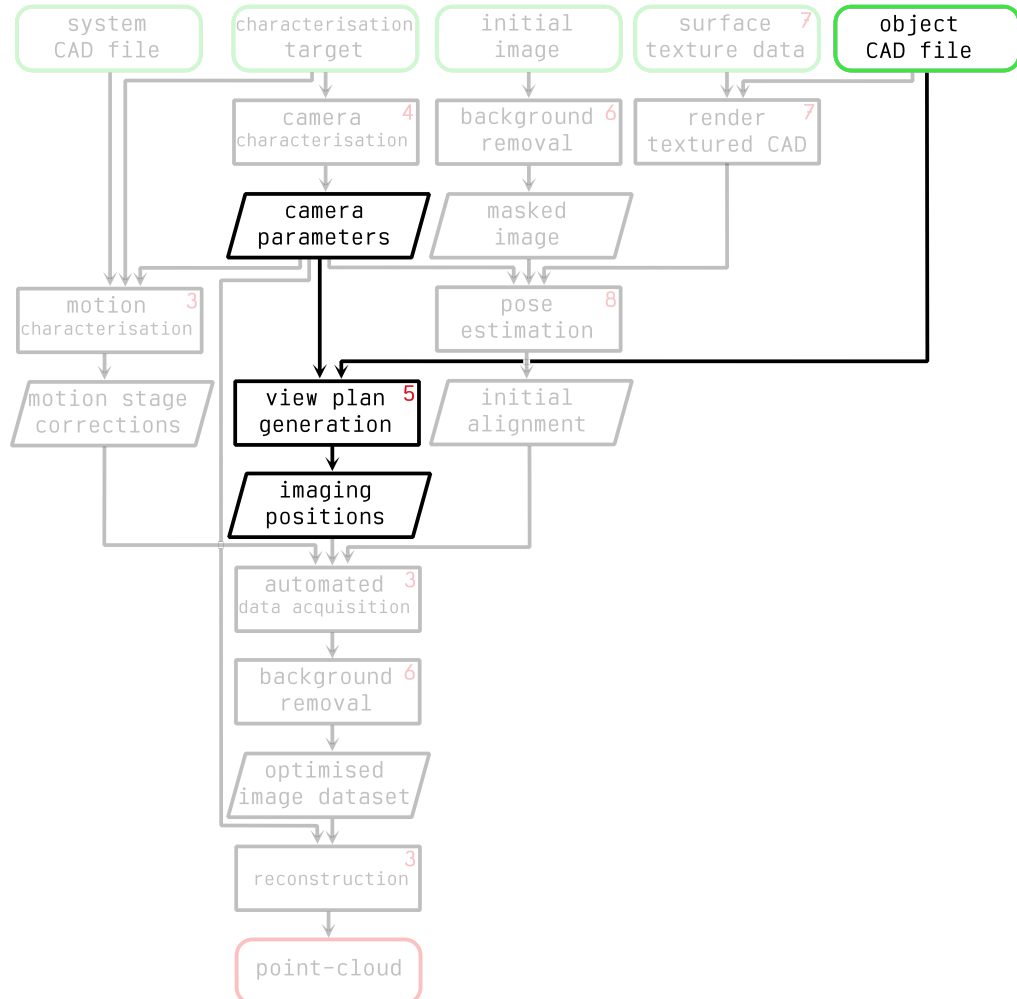 system
CAD file
characterisation
target
initial
image
surface 7
texture data
object
CAD file
camera 4
characterisation
background 6
removal
render 7
textured CAD
camera
parameters
masked
image
motion 3
characterisation
pose 8
estimation
motion stage
corrections
view plan 5
generation
initial
alignment
imaging
positions
automated 3
data acquisition
background 6
removal
optimised
image dataset
3
reconstruction
point-cloud